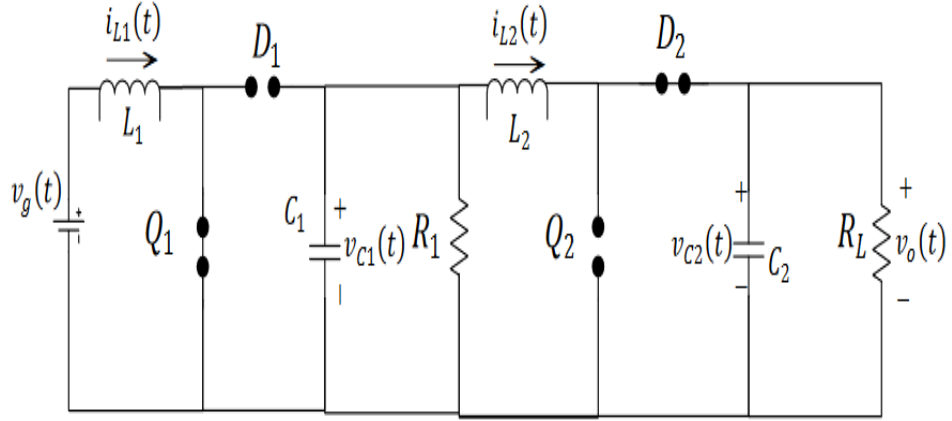 i_{L1}(t)
D_1
i_{L2}(t)
D_2
L_1
L_2
v_g(t)
+
-
Q_1
C_1
+
v_{C1}(t)
-
R_1
Q_2
+
v_{C2}(t)
-
C_2
R_L
+
v_o(t)
-